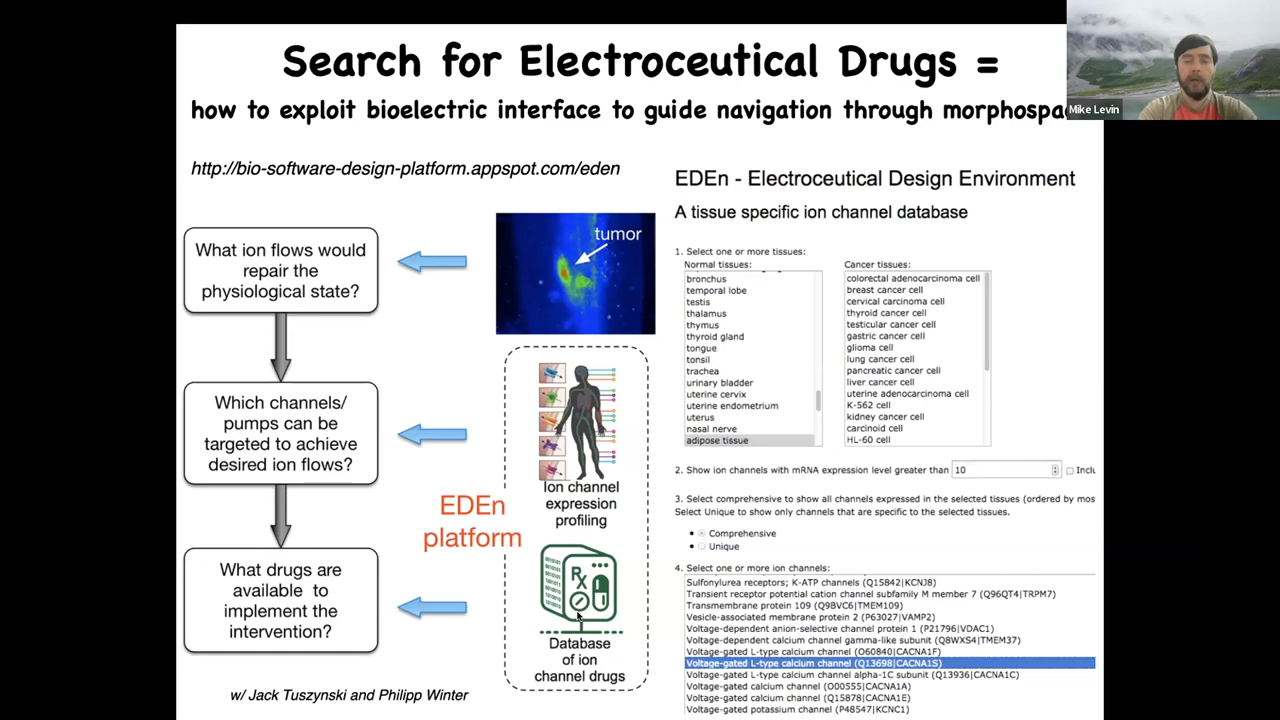 Search for Electroceutical Drugs =
how to exploit bioelectric interface to guide navigation through morphospa
Mike Levin
http://bio-software-design-platform.appspot.com/eden
What ion flows would
repair the
physiological state?
Which channels/
pumps can be
targeted to achieve
desired ion flows?
What drugs are
available to
implement the
intervention?
w/ Jack Tuszynski and Philipp Winter
tumor
EDEn
platform
Ion channel
expression
profiling
Rx
Database
of ion
channel drugs
EDEn - Electroceutical Design Environment
A tissue specific ion channel database
1. Select one or more tissues:
Normal tissues:
bronchus
temporal lobe
testis
thalamus
thymus
thyroid gland
tongue
tonsil
trachea
urinary bladder
uterine cervix
uterine endometrium
uterus
nasal nerve
adipose tissue
Cancer tissues:
colorectal adenocarcinoma cell
breast cancer cell
cervical carcinoma cell
thyroid cancer cell
testicular cancer cell
gastric cancer cell
glioma cell
lung cancer cell
pancreatic cancer cell
liver cancer cell
uterine adenocarcinoma cell
K-562 cell
kidney cancer cell
carcinoid cell
HL-60 cell
2. Show ion channels with mRNA expression level greater than 10 Inclu
3. Select comprehensive to show all channels expressed in the selected tissues (ordered by mos
Select Unique to show only channels that are specific to the selected tissues.
Comprehensive
Unique
4. Select one or more ion channels:
Sulfonylurea receptors; K-ATP channels (Q15842|KCNJ8)
Transient receptor potential cation channel subfamily M member 7 (Q96QT4|TRPM7)
Transmembrane protein 109 (Q9BVC6|TMEM109)
Vesicle-associated membrane protein 2 (P63027|VAMP2)
Voltage-dependent anion-selective channel protein 1 (P21796|VDAC1)
Voltage-dependent calcium channel gamma-like subunit (Q8WXS4|TMEM37)
Voltage-gated L-type calcium channel (O60840|CACNA1F)
Voltage-gated L-type calcium channel (Q13698|CACNA1S)
Voltage-gated L-type calcium channel alpha-1C subunit (Q13936|CACNA1C)
Voltage-gated calcium channel (O00555|CACNA1A)
Voltage-gated calcium channel (Q15878|CACNA1E)
Voltage-gated potassium channel (P48547|KCNC1)